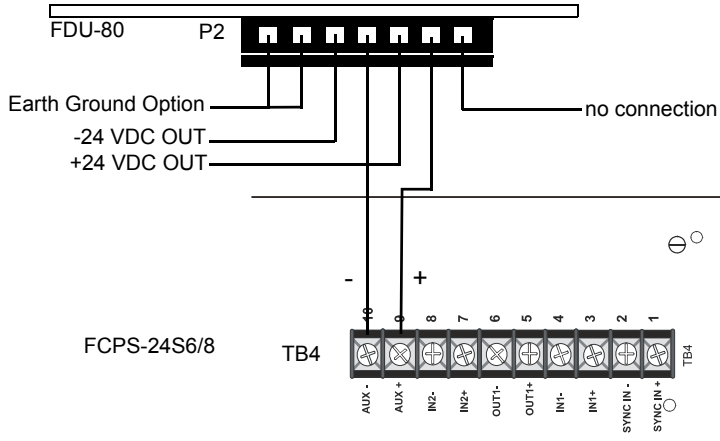 FDU-80
P2
Earth Ground Option
no connection
-24 VDC OUT
+24 VDC OUT
- +
FCPS-24S6/8
TB4
10 9 8 7 6 5 4 3 2 1
TB4
AUX - AUX + IN2- IN2+ OUT1- OUT1+ IN1- IN1+ SYNC IN - SYNC IN +